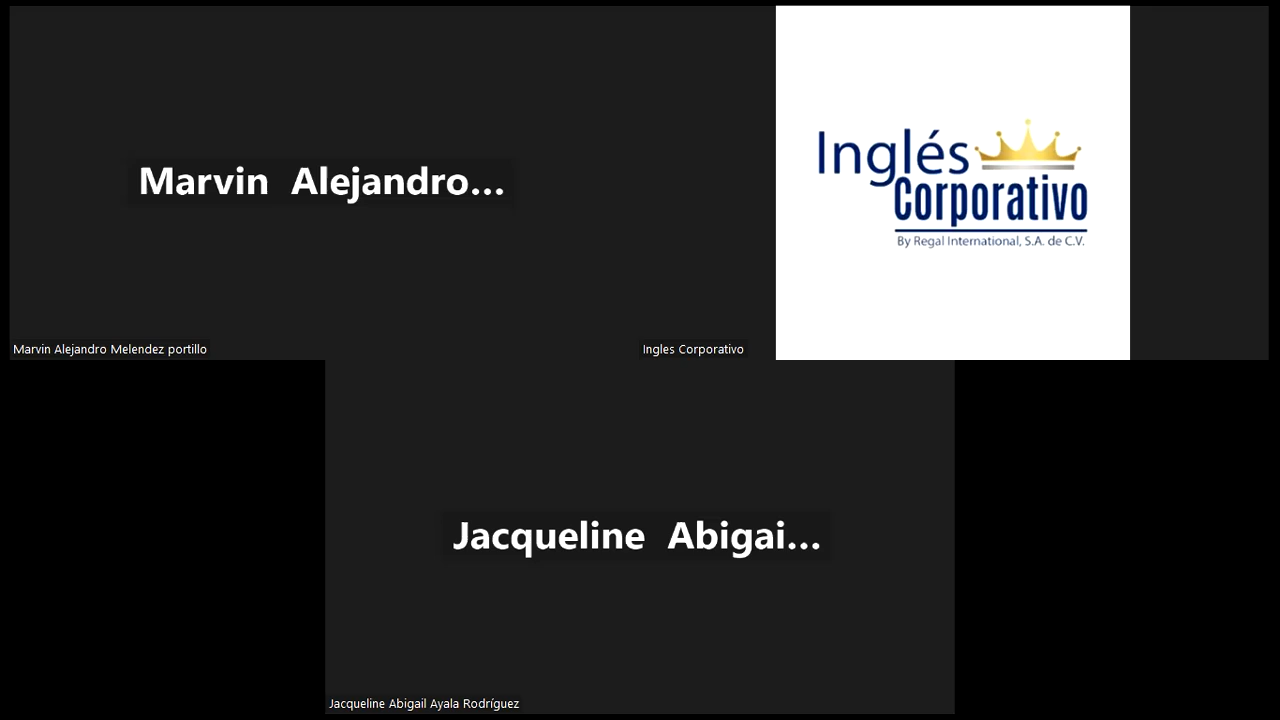 Marvin Alejandro...
Marvin Alejandro Melendez portillo
Inglés
Corporativo
By Regal International, S.A. de C.V.
Ingles Corporativo
Jacqueline Abigai...
Jacqueline Abigail Ayala Rodríguez